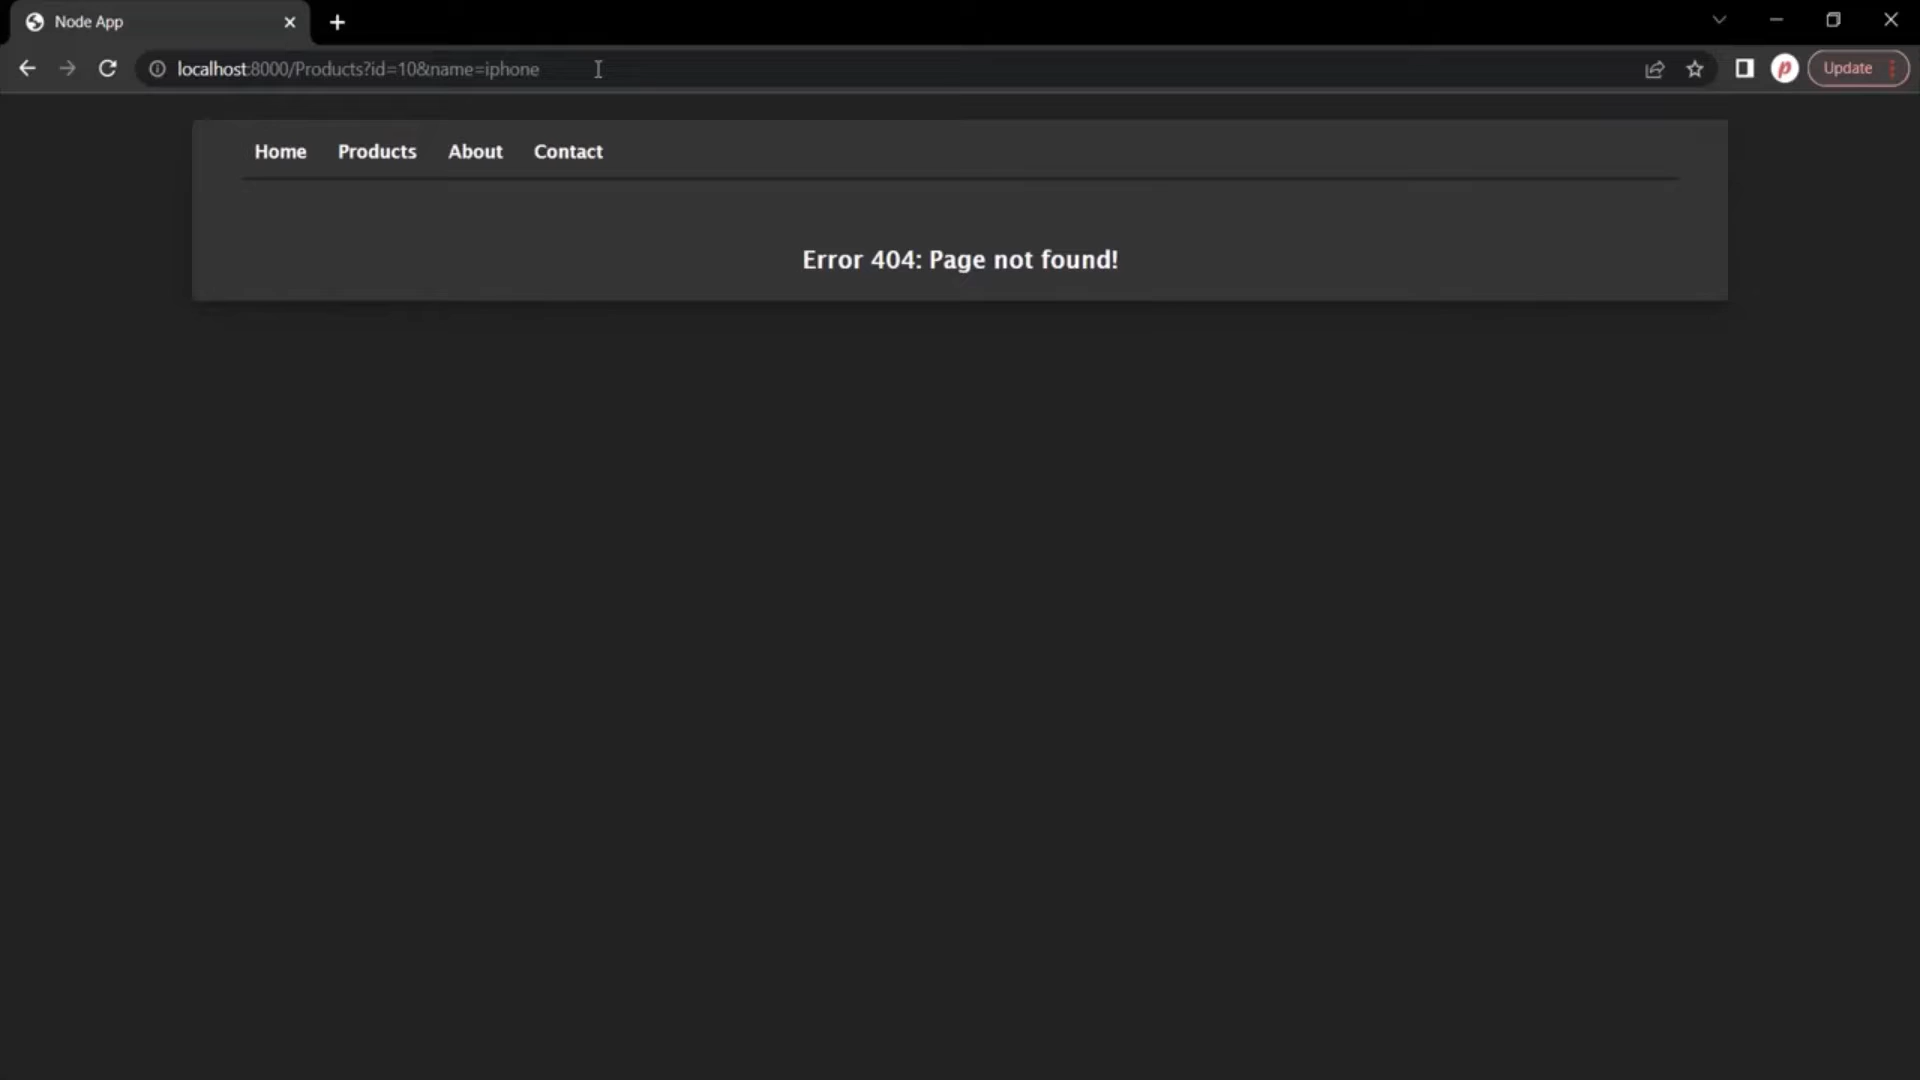 Node App
localhost:8000/Products?id=10&name=iphone
p
Update
Home Products About Contact
Error 404: Page not found!